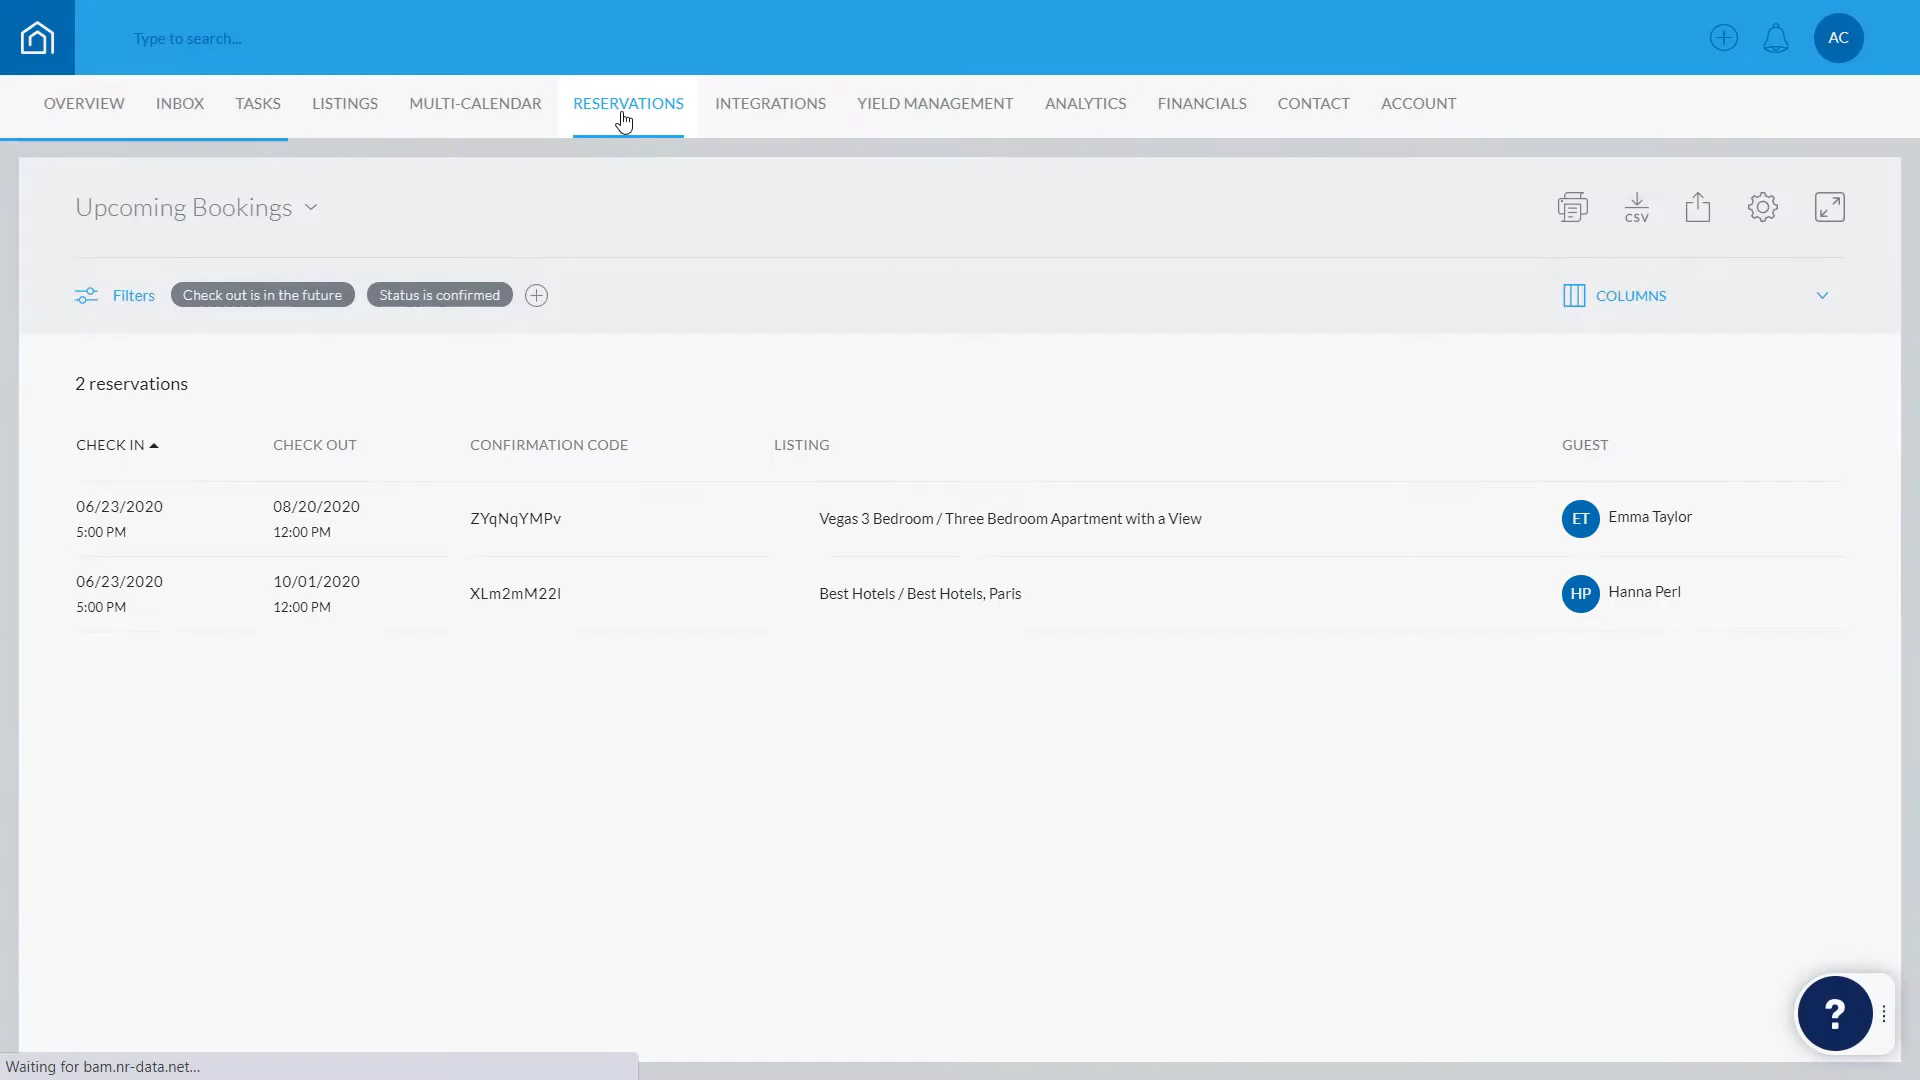 Type to search...
AC
OVERVIEW INBOX TASKS LISTINGS MULTI-CALENDAR RESERVATIONS INTEGRATIONS YIELD MANAGEMENT ANALYTICS FINANCIALS CONTACT ACCOUNT
Upcoming Bookings
CSV
Filters Check out is in the future Status is confirmed COLUMNS
2 reservations
CHECK IN CHECK OUT CONFIRMATION CODE LISTING GUEST
06/23/2020 08/20/2020 ZYqNqYMPv Vegas 3 Bedroom / Three Bedroom Apartment with a View ET Emma Taylor
5:00 PM 12:00 PM
06/23/2020 10/01/2020 XLm2mM22l Best Hotels / Best Hotels, Paris HP Hanna Perl
5:00 PM 12:00 PM
?
Waiting for bam.nr-data.net...